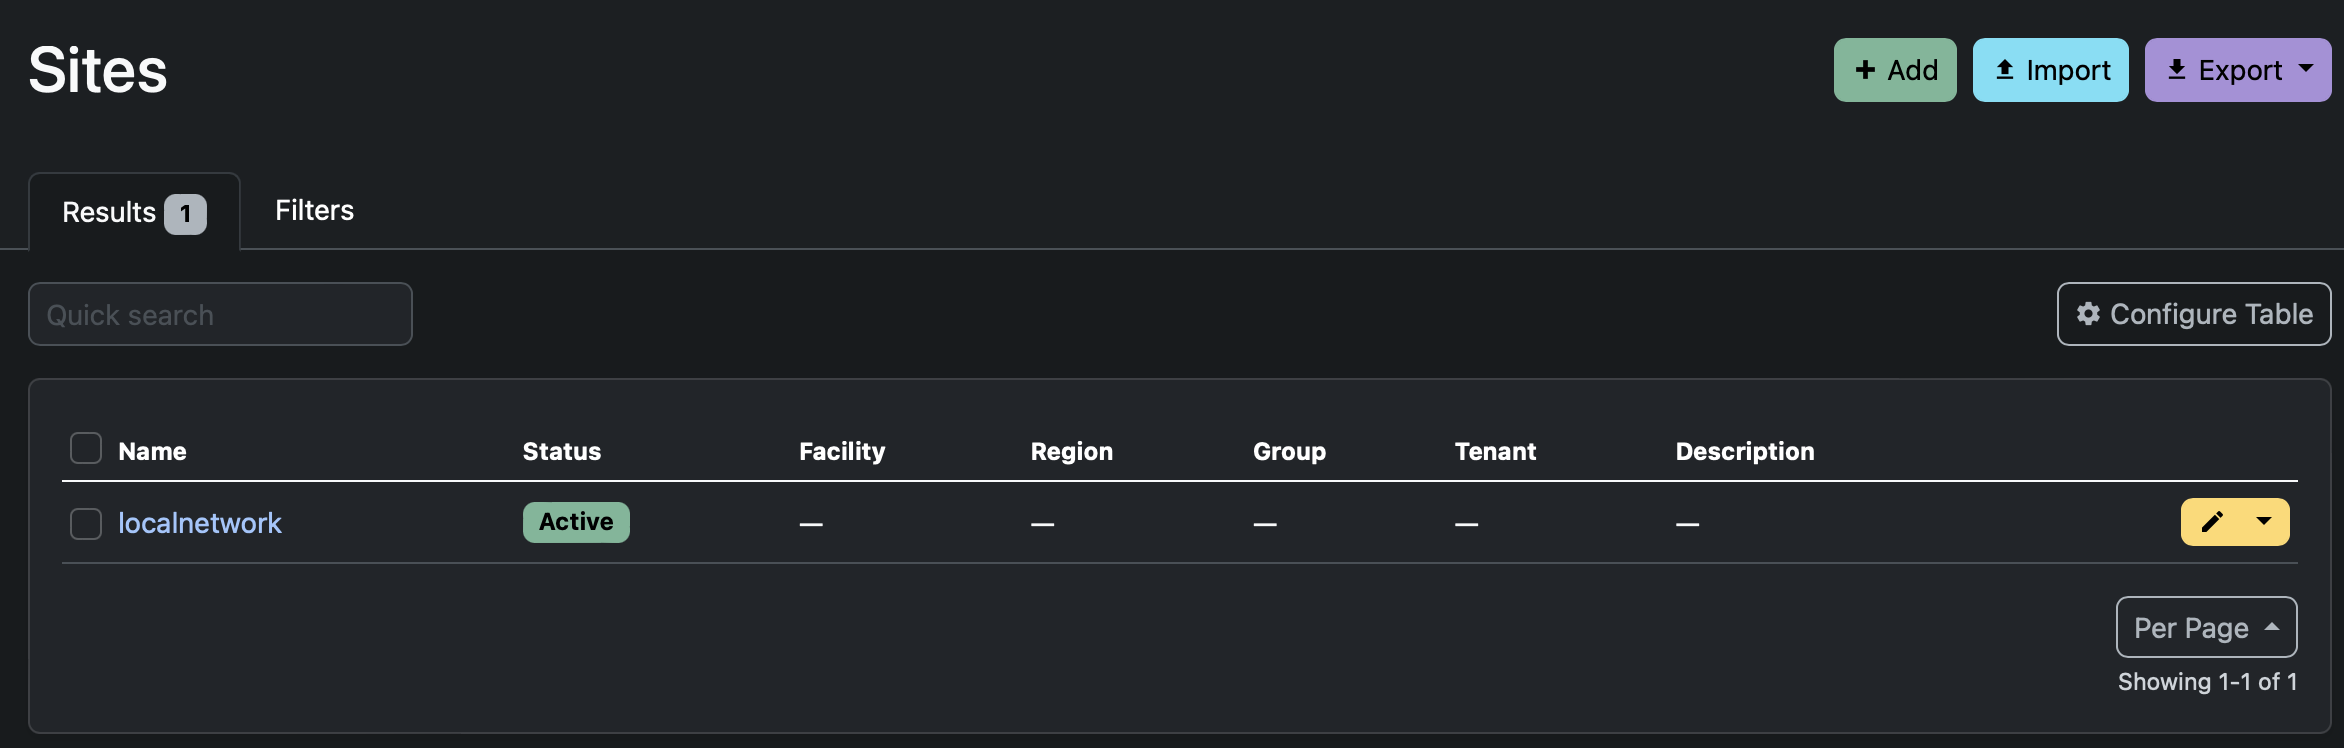 Sites
Add
Import
Export
Results 1
Filters
Quick search
Configure Table
Name Status Facility Region Group Tenant Description
localnetwork Active — — — — —
Per Page
Showing 1-1 of 1